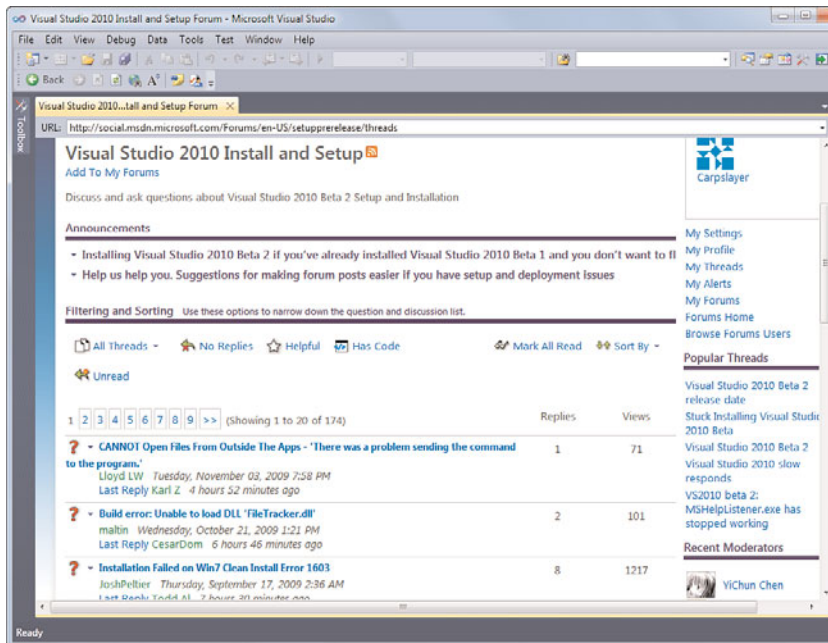 Visual Studio 2010 Install and Setup Forum - Microsoft Visual Studio
File Edit View Debug Data Tools Test Window Help
Back
Toolbox
Visual Studio 2010...tall and Setup Forum
URL: http://social.msdn.microsoft.com/Forums/en-US/setupprerelease/threads
Visual Studio 2010 Install and Setup
Add To My Forums
Discuss and ask questions about Visual Studio 2010 Beta 2 Setup and Installation
Announcements
Installing Visual Studio 2010 Beta 2 if you've already installed Visual Studio 2010 Beta 1 and you don't want to fl
Help us help you. Suggestions for making forum posts easier if you have setup and deployment issues
Filtering and Sorting Use these options to narrow down the question and discussion list.
All Threads No Replies Helpful Has Code Mark All Read Sort By
Unread
1 2 3 4 5 6 7 8 9 >> (Showing 1 to 20 of 174) Replies Views
CANNOT Open Files From Outside The Apps - 'There was a problem sending the command 1 71
to the program.'
Lloyd LW Tuesday, November 03, 2009 7:58 PM
Last Reply Karl Z 4 hours 52 minutes ago
Build error: Unable to load DLL 'FileTracker.dll' 2 101
maltin Wednesday, October 21, 2009 1:21 PM
Last Reply CesarDom 6 hours 46 minutes ago
Installation Failed on Win7 Clean Install Error 1603 8 1217
JoshPeltier Thursday, September 17, 2009 2:36 AM
Last Reply Todd Al 7 hours 30 minutes ago
Carpslayer
My Settings
My Profile
My Threads
My Alerts
My Forums
Forums Home
Browse Forums Users
Popular Threads
Visual Studio 2010 Beta 2
release date
Stuck Installing Visual Studio
2010 Beta
Visual Studio 2010 Beta 2
Visual Studio 2010 slow
responds
VS2010 beta 2:
MSHelpListener.exe has
stopped working
Recent Moderators
YiChun Chen
Ready